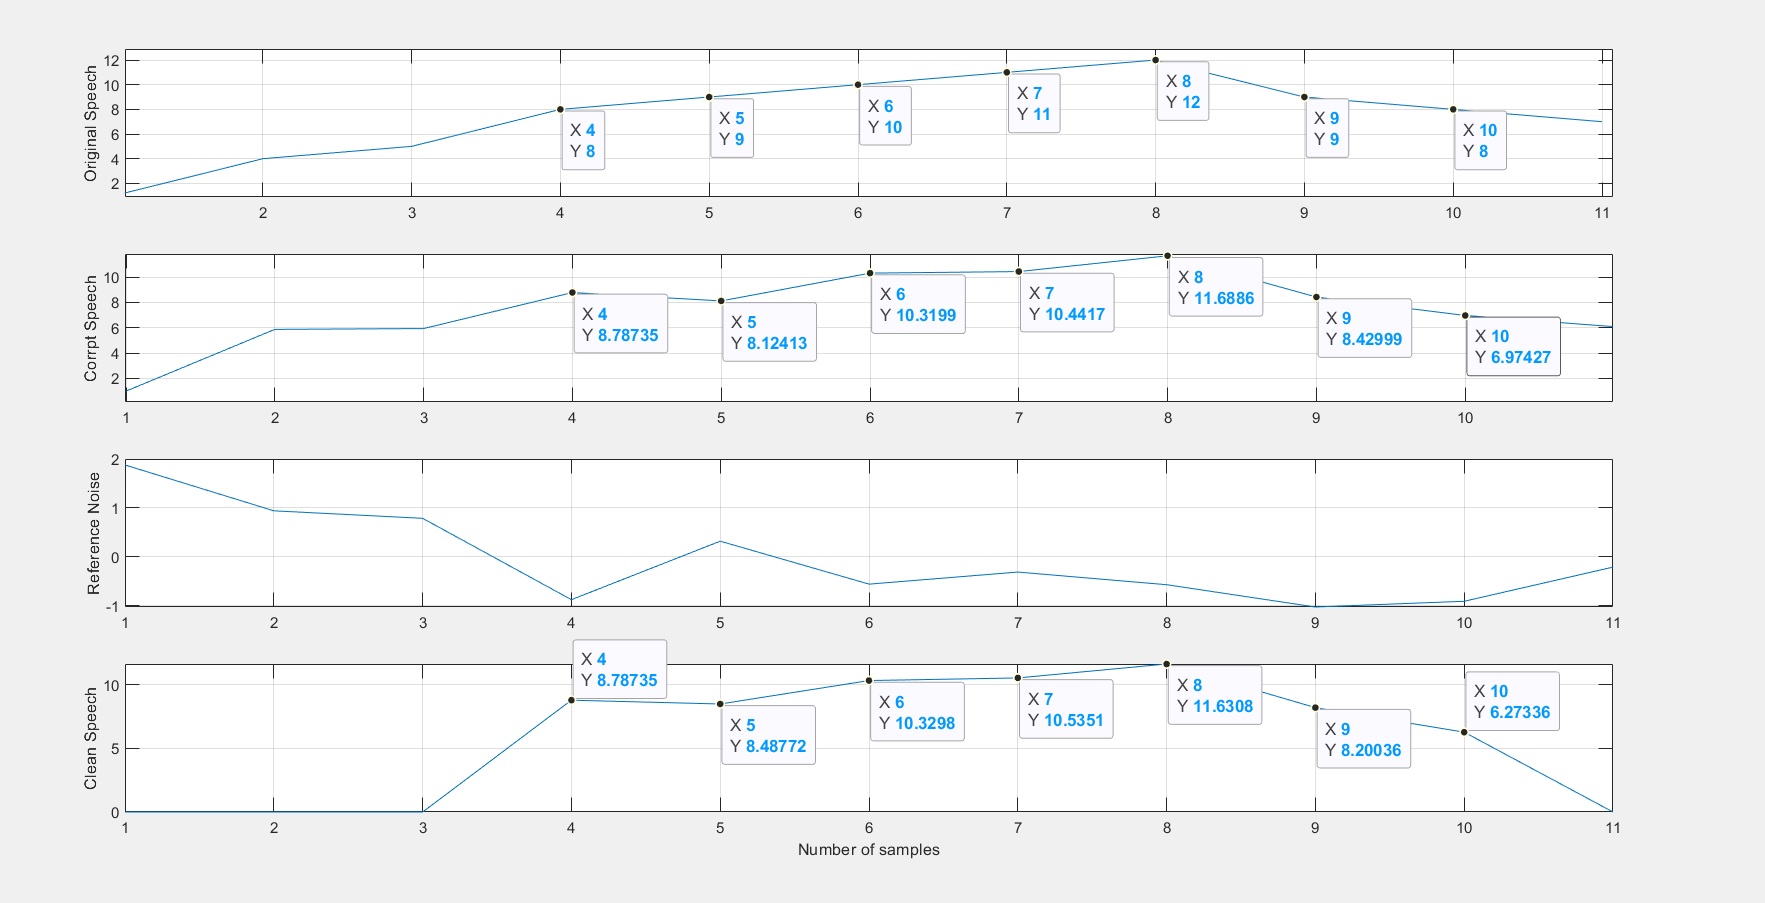 Original Speech
12
10
8
6
4
2
X 4
Y 8
X 5
Y 9
X 6
Y 10
X 7
Y 11
X 8
Y 12
X 9
Y 9
X 10
Y 8
2 3 4 5 6 7 8 9 10 11
Corrpt Speech
10
8
6
4
2
X 4
Y 8.78735
X 5
Y 8.12413
X 6
Y 10.3199
X 7
Y 10.4417
X 8
Y 11.6886
X 9
Y 8.42999
X 10
Y 6.97427
1 2 3 4 5 6 7 8 9 10
Reference Noise
2
1
0
-1
1 2 3 4 5 6 7 8 9 10 11
Clean Speech
10
5
0
X 4
Y 8.78735
X 5
Y 8.48772
X 6
Y 10.3298
X 7
Y 10.5351
X 8
Y 11.6308
X 9
Y 8.20036
X 10
Y 6.27336
1 2 3 4 5 6 7 8 9 10 11
Number of samples